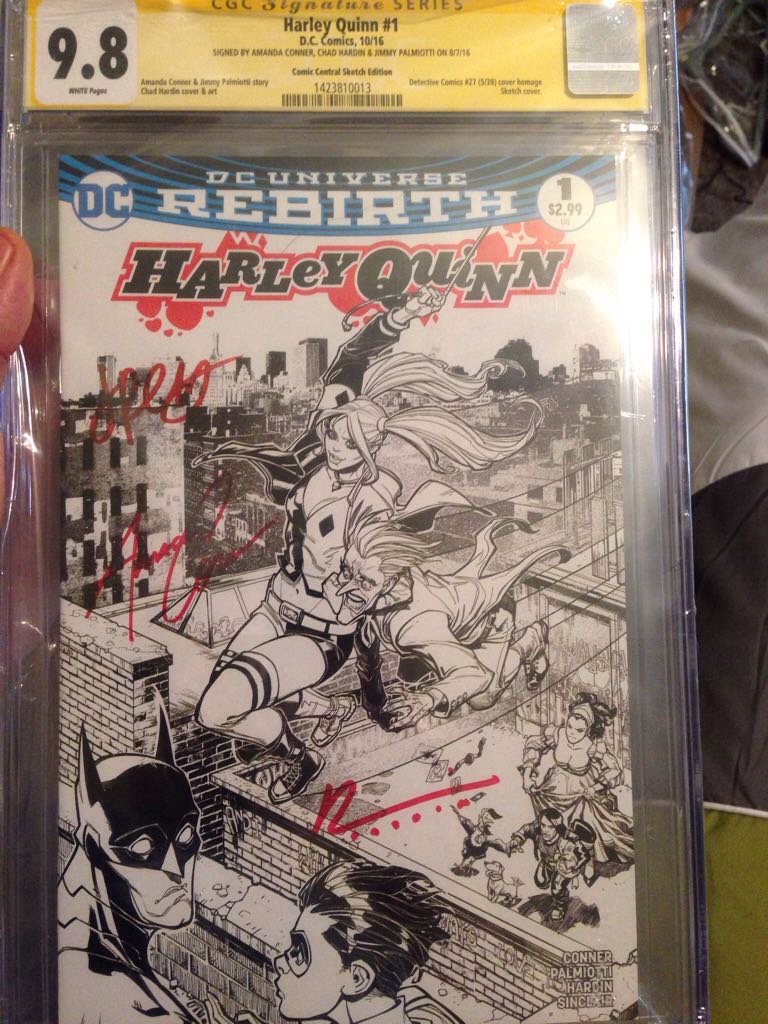 CGC Signature SERIES
9.8
WHITE Pages
Harley Quinn #1
D.C. Comics, 10/16
SIGNED BY AMANDA CONNER, CHAD HARDIN & JIMMY PALMIOTTI ON 8/7/16
Comic Central Sketch Edition
Amanda Conner & Jimmy Palmiotti story
Chad Hardin cover & art
Detective Comics #27 (5/39) cover homage
Sketch cover.
1423810013
DC
DC UNIVERSE
REBIRTH
1
$2.99
US
HARLEY QUINN
CONNER
PALMIOTTI
HARDIN
SINCLAIR